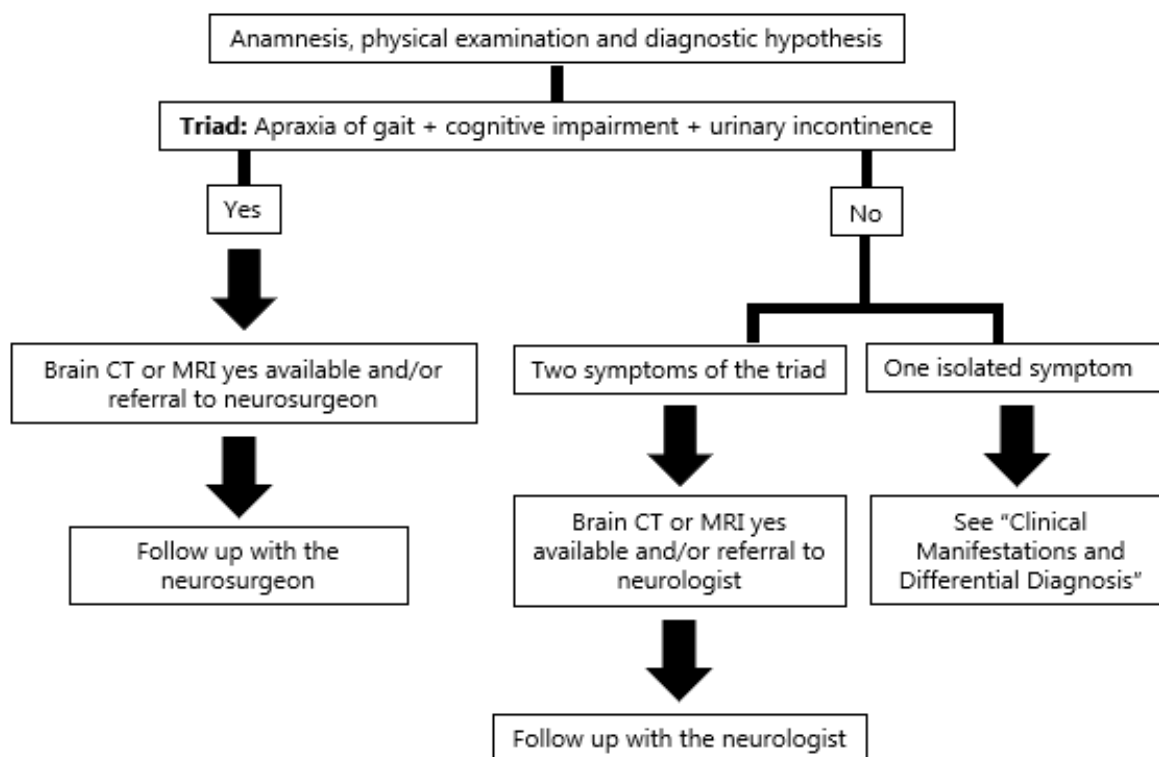 Anamnesis, physical examination and diagnostic hypothesis
Triad: Apraxia of gait + cognitive impairment + urinary incontinence
Yes
No
Brain CT or MRI yes available and/or
referral to neurosurgeon
Two symptoms of the triad
One isolated symptom
Follow up with the
neurosurgeon
Brain CT or MRI yes
available and/or referral to
neurologist
See "Clinical
Manifestations and
Differential Diagnosis"
Follow up with the neurologist